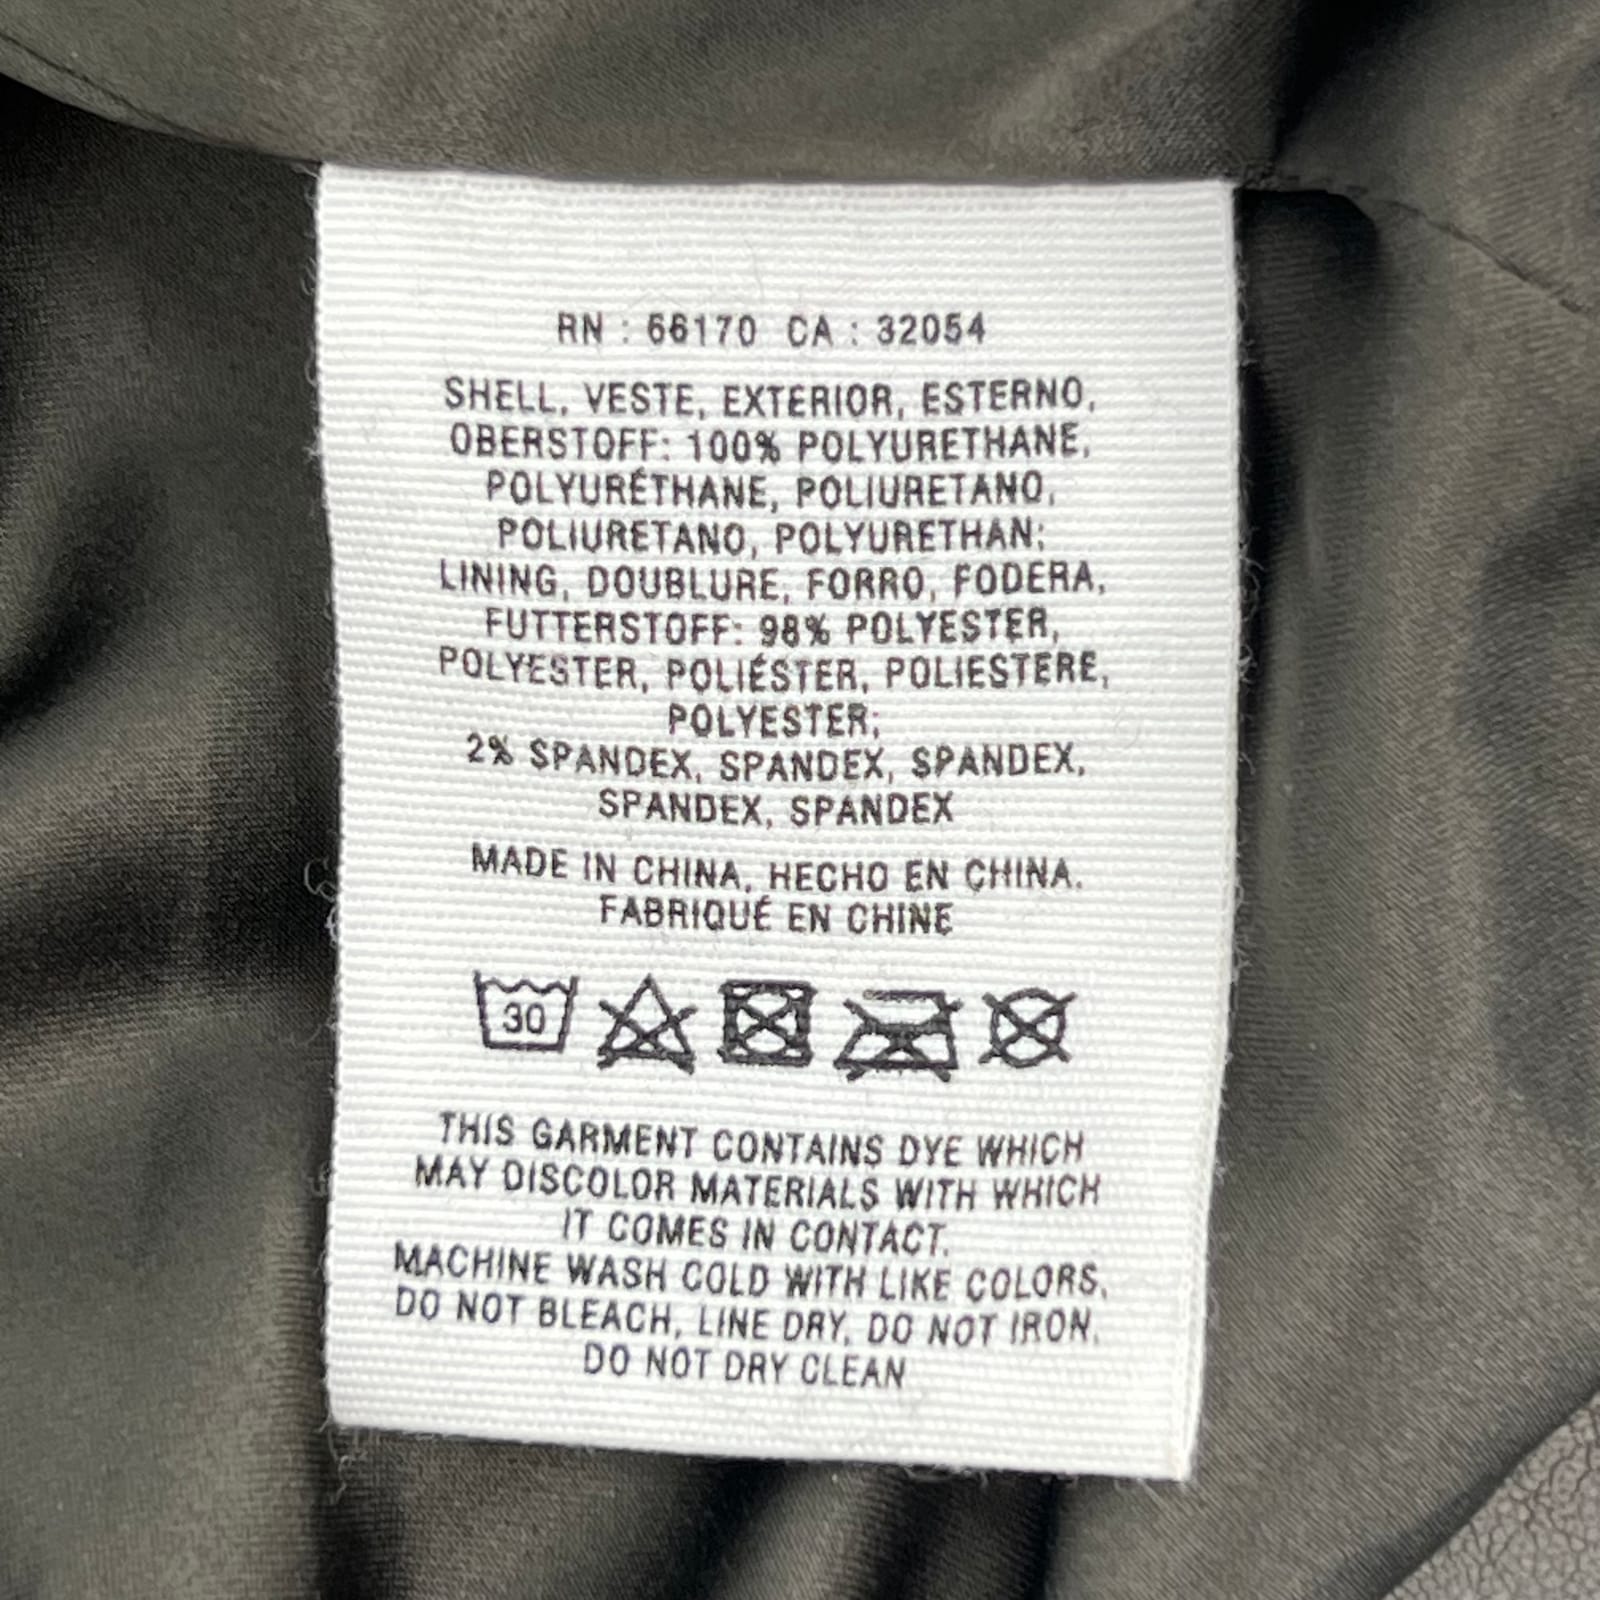 RN : 66170 CA : 32054
SHELL, VESTE, EXTERIOR, ESTERNO,
OBERSTOFF: 100% POLYURETHANE,
POLYURÉTHANE, POLIURETANO,
POLIURETANO, POLYURETHAN;
LINING, DOUBLURE, FORRO, FODERA,
FUTTERSTOFF: 98% POLYESTER,
POLYESTER, POLIÉSTER, POLIESTERE,
POLYESTER;
2% SPANDEX, SPANDEX, SPANDEX,
SPANDEX, SPANDEX
MADE IN CHINA, HECHO EN CHINA.
FABRIQUÉ EN CHINE
30
THIS GARMENT CONTAINS DYE WHICH
MAY DISCOLOR MATERIALS WITH WHICH
IT COMES IN CONTACT.
MACHINE WASH COLD WITH LIKE COLORS,
DO NOT BLEACH, LINE DRY, DO NOT IRON,
DO NOT DRY CLEAN